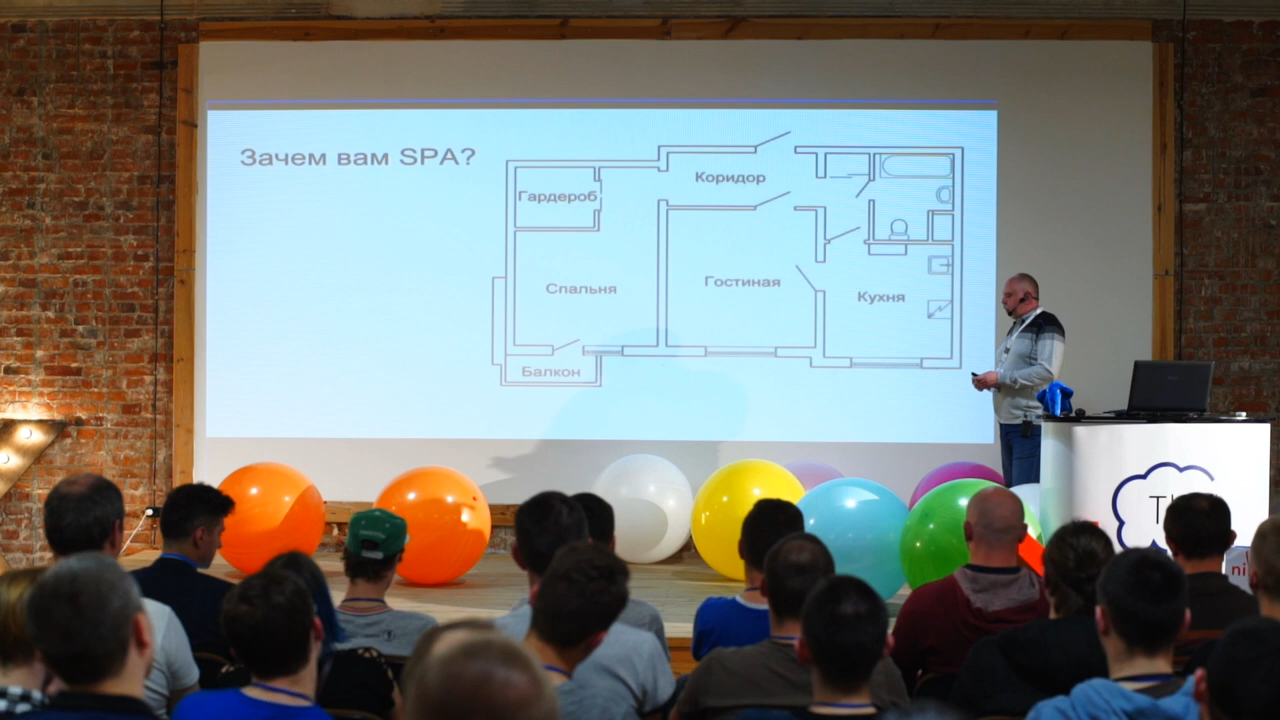 Зачем вам SPA?
Коридор
Гардероб
Спальня
Гостиная
Кухня
Балкон